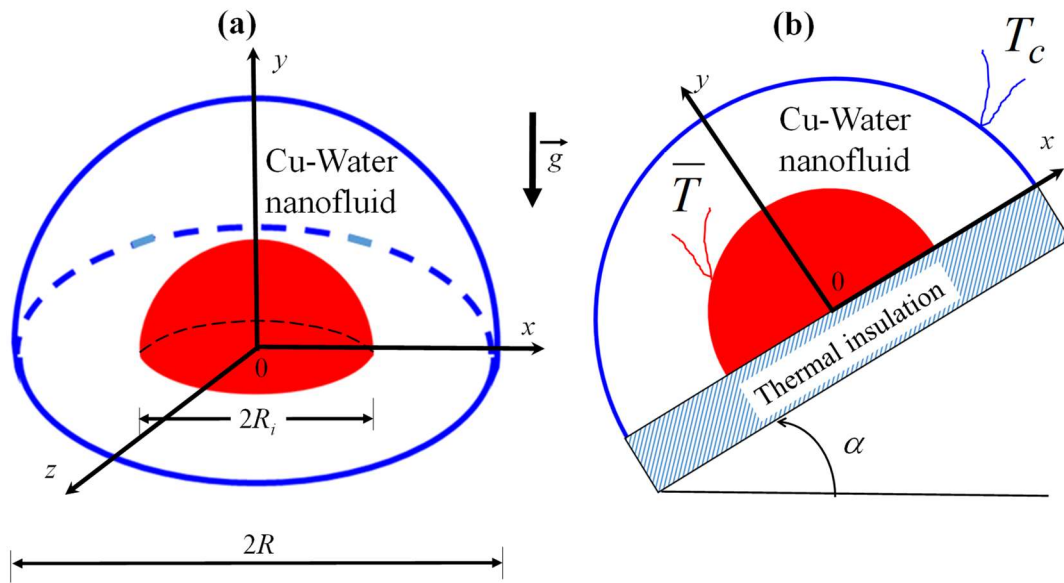 (a)
y
Cu-Water
nanofluid
g
x
0
2R_i
z
2R
(b)
T_c
y
Cu-Water
nanofluid
x
T̅
0
Thermal insulation
α